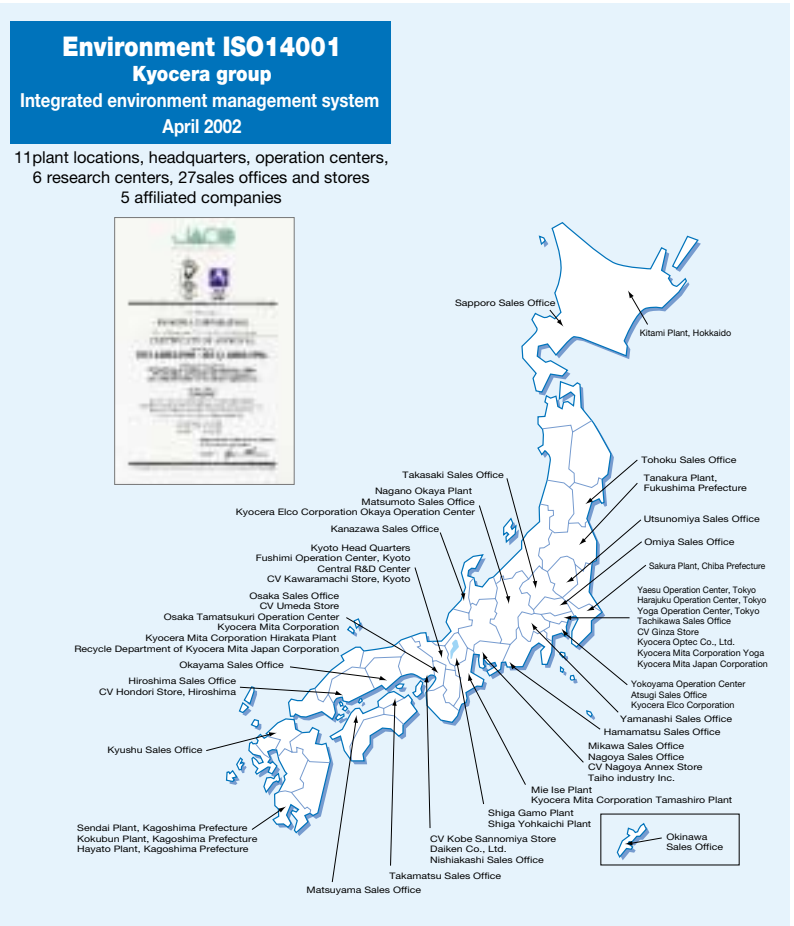 Environment ISO14001
Kyocera group
Integrated environment management system
April 2002
11plant locations, headquarters, operation centers,
6 research centers, 27sales offices and stores
5 affiliated companies
JACO
CERTIFICATE OF APPROVAL
Sapporo Sales Office
Kitami Plant, Hokkaido
Tohoku Sales Office
Tanakura Plant,
Fukushima Prefecture
Utsunomiya Sales Office
Omiya Sales Office
Sakura Plant, Chiba Prefecture
Yaesu Operation Center, Tokyo
Harajuku Operation Center, Tokyo
Yoga Operation Center, Tokyo
Tachikawa Sales Office
CV Ginza Store
Kyocera Optec Co., Ltd.
Kyocera Mita Corporation Yoga
Kyocera Mita Japan Corporation
Yokoyama Operation Center
Atsugi Sales Office
Kyocera Elco Corporation
Yamanashi Sales Office
Hamamatsu Sales Office
Mikawa Sales Office
Nagoya Sales Office
CV Nagoya Annex Store
Taiho industry Inc.
Mie Ise Plant
Kyocera Mita Corporation Tamashiro Plant
Shiga Gamo Plant
Shiga Yohkaichi Plant
Okinawa
Sales Office
Takasaki Sales Office
Nagano Okaya Plant
Matsumoto Sales Office
Kyocera Elco Corporation Okaya Operation Center
Kanazawa Sales Office
Kyoto Head Quarters
Fushimi Operation Center, Kyoto
Central R&D Center
CV Kawaramachi Store, Kyoto
Osaka Sales Office
CV Umeda Store
Osaka Tamatsukuri Operation Center
Kyocera Mita Corporation
Kyocera Mita Corporation Hirakata Plant
Recycle Department of Kyocera Mita Japan Corporation
Okayama Sales Office
Hiroshima Sales Office
CV Hondori Store, Hiroshima
Kyushu Sales Office
Sendai Plant, Kagoshima Prefecture
Kokubun Plant, Kagoshima Prefecture
Hayato Plant, Kagoshima Prefecture
CV Kobe Sannomiya Store
Daiken Co., Ltd.
Nishiakashi Sales Office
Takamatsu Sales Office
Matsuyama Sales Office